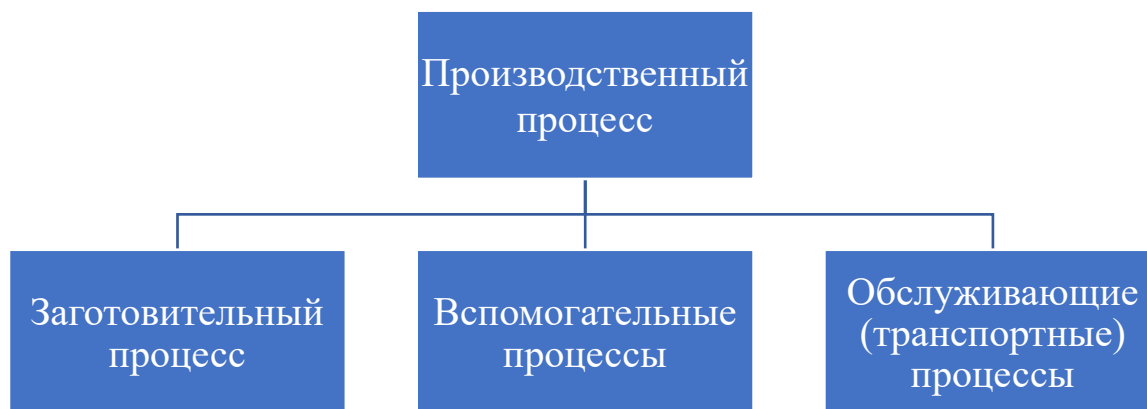 Производственный
процесс
Заготовительный
процесс
Вспомогательные
процессы
Обслуживающие
(транспортные)
процессы